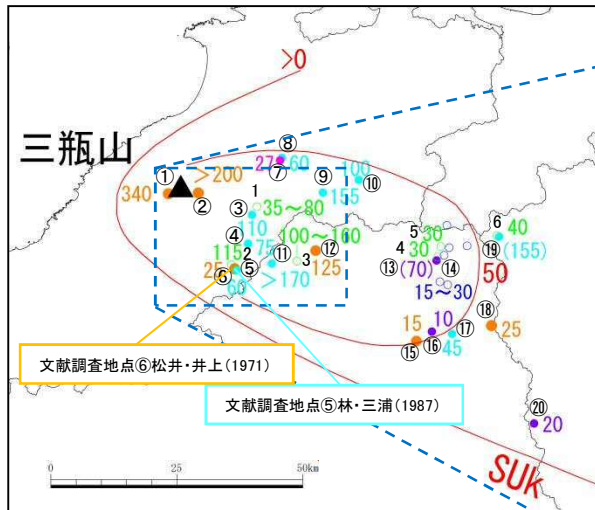 >0
三瓶山
⑧
① >200 27 60 100
⑦
340 ② 1 ⑨ 155 ⑩
③ 35~80
110 5 6 40
④ 75 100~160 30
115 2 4 30 ⑲ (155)
25 ⑤ ⑪ 3 ⑫ ⑬ (70) ⑭ 50
⑥ 60 >170 125
15~30
⑱
15 10 ⑰ 25
⑮ ⑯ 45
文献調査地点⑥松井・井上(1971)
文献調査地点⑤林・三浦(1987)
⑳
20
SUk
0 25 50km